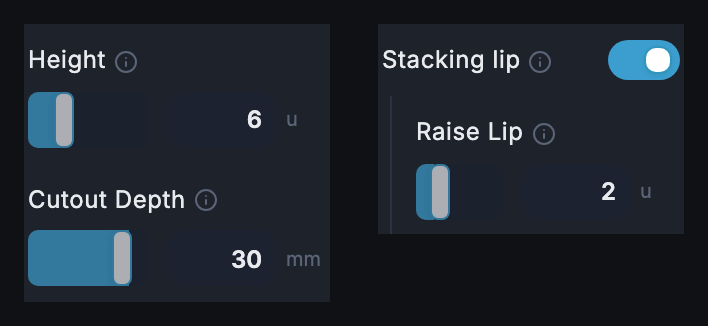 Height
6 u
Cutout Depth
30 mm
Stacking lip
Raise Lip
2 u